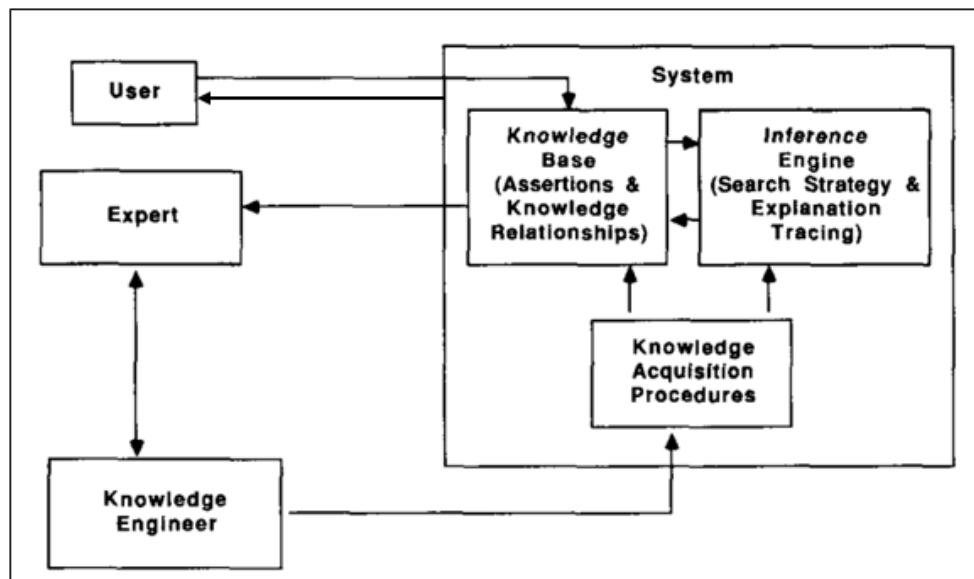 User
System
Knowledge
Base
(Assertions &
Knowledge
Relationships)
Inference
Engine
(Search Strategy &
Explanation
Tracing)
Expert
Knowledge
Acquisition
Procedures
Knowledge
Engineer